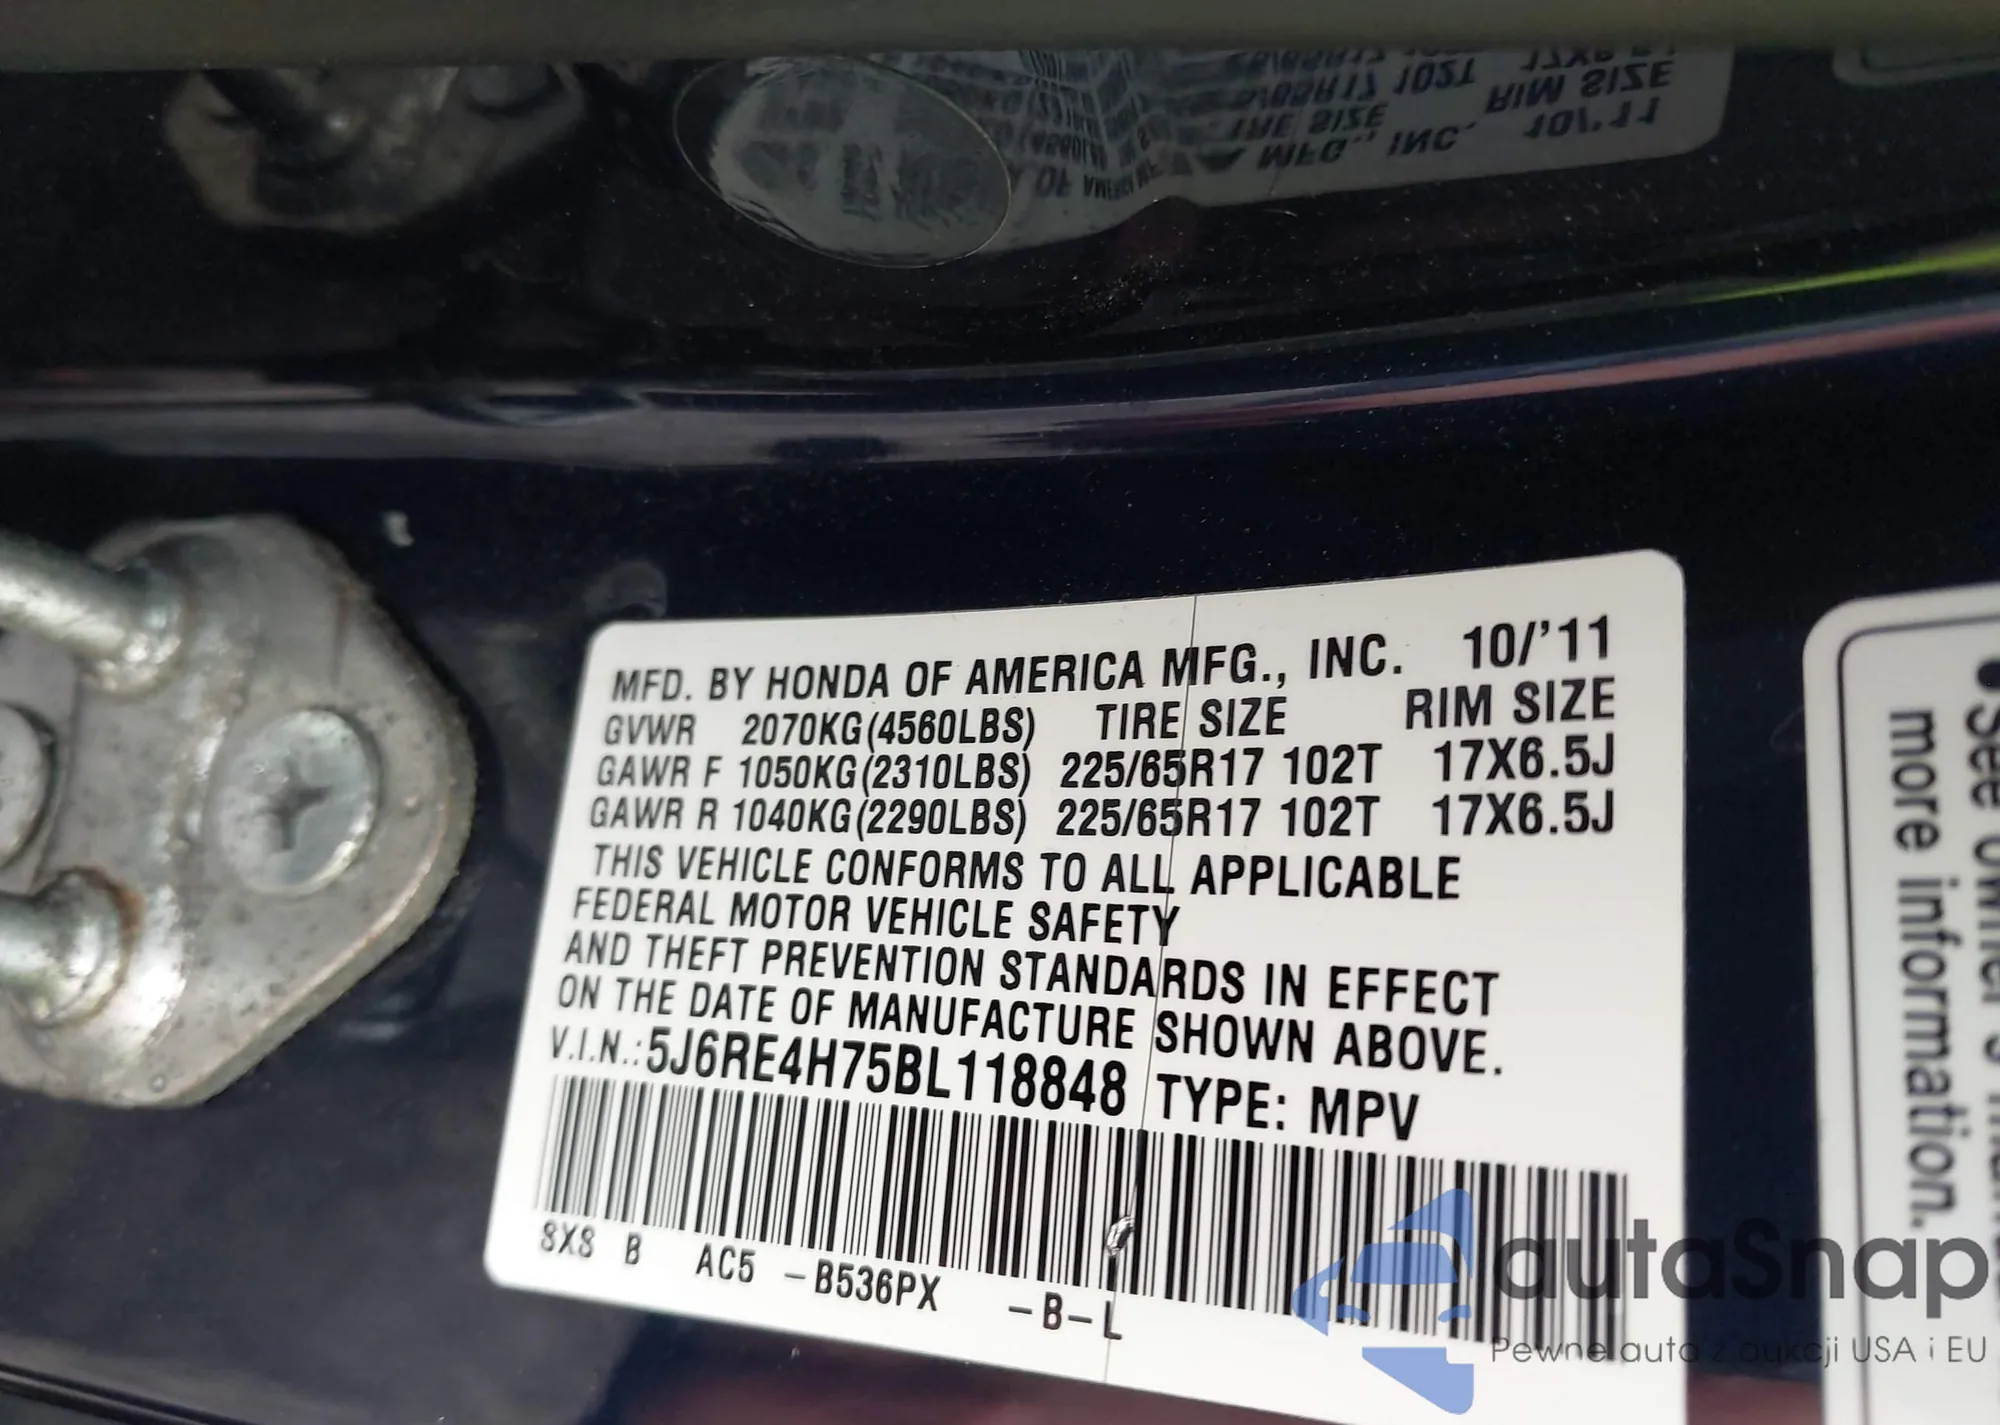 MFD. BY HONDA OF AMERICA MFG., INC. 10/'11
GVWR 2070KG(4560LBS) TIRE SIZE RIM SIZE
GAWR F 1050KG(2310LBS) 225/65R17 102T 17X6.5J
GAWR R 1040KG(2290LBS) 225/65R17 102T 17X6.5J
THIS VEHICLE CONFORMS TO ALL APPLICABLE
FEDERAL MOTOR VEHICLE SAFETY
AND THEFT PREVENTION STANDARDS IN EFFECT
ON THE DATE OF MANUFACTURE SHOWN ABOVE.
V.I.N.:5J6RE4H75BL118848 TYPE: MPV
SXS B AC5 -B536PX -B-L
•See owner's
more information.
autaSnap
Pewne auta z aukcji USA i EU